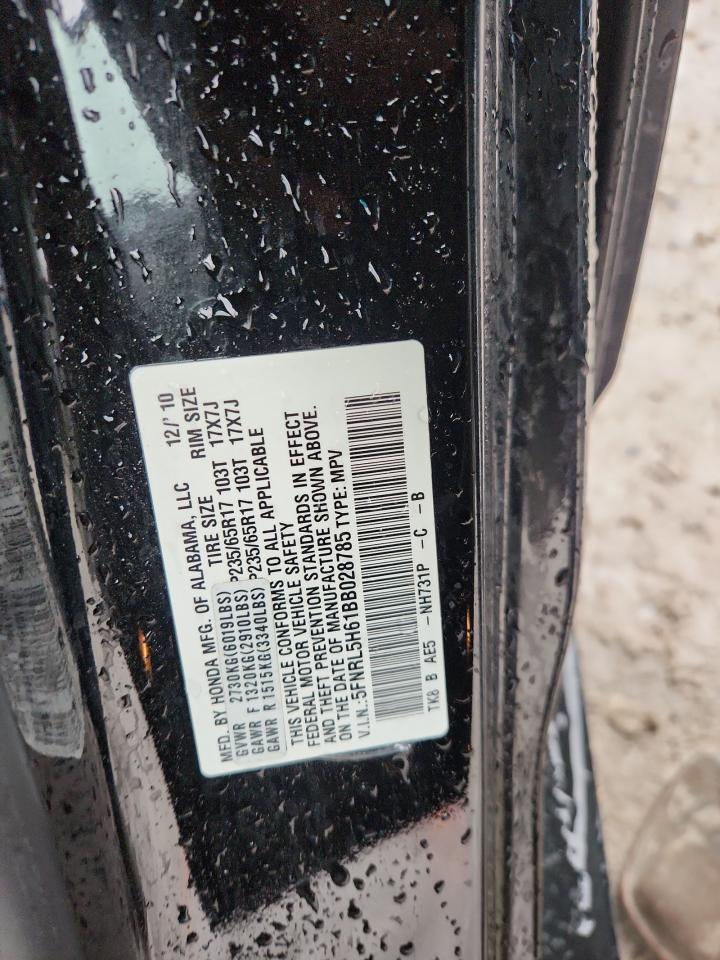 MFD. BY HONDA MFG. OF ALABAMA, LLC 12/'10
TIRE SIZE RIM SIZE
GVWR 2730KG(6019LBS)
GAWR F 1320KG(2910LBS) P235/65R17 103T 17X7J
GAWR R 1515KG(3340LBS) P235/65R17 103T 17X7J
THIS VEHICLE CONFORMS TO ALL APPLICABLE
FEDERAL MOTOR VEHICLE SAFETY
AND THEFT PREVENTION STANDARDS IN EFFECT
ON THE DATE OF MANUFACTURE SHOWN ABOVE.
V.I.N.:5FNRL5H61BB028785 TYPE: MPV
TK8 B AE5 -NH731P -C -B